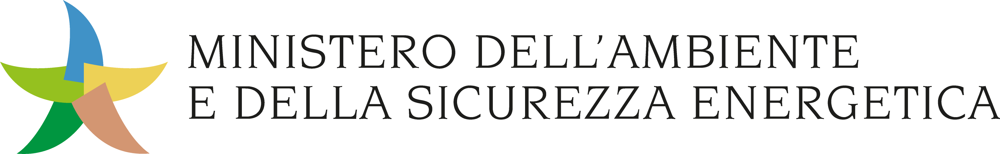 MINISTERO DELL’AMBIENTE
E DELLA SICUREZZA ENERGETICA